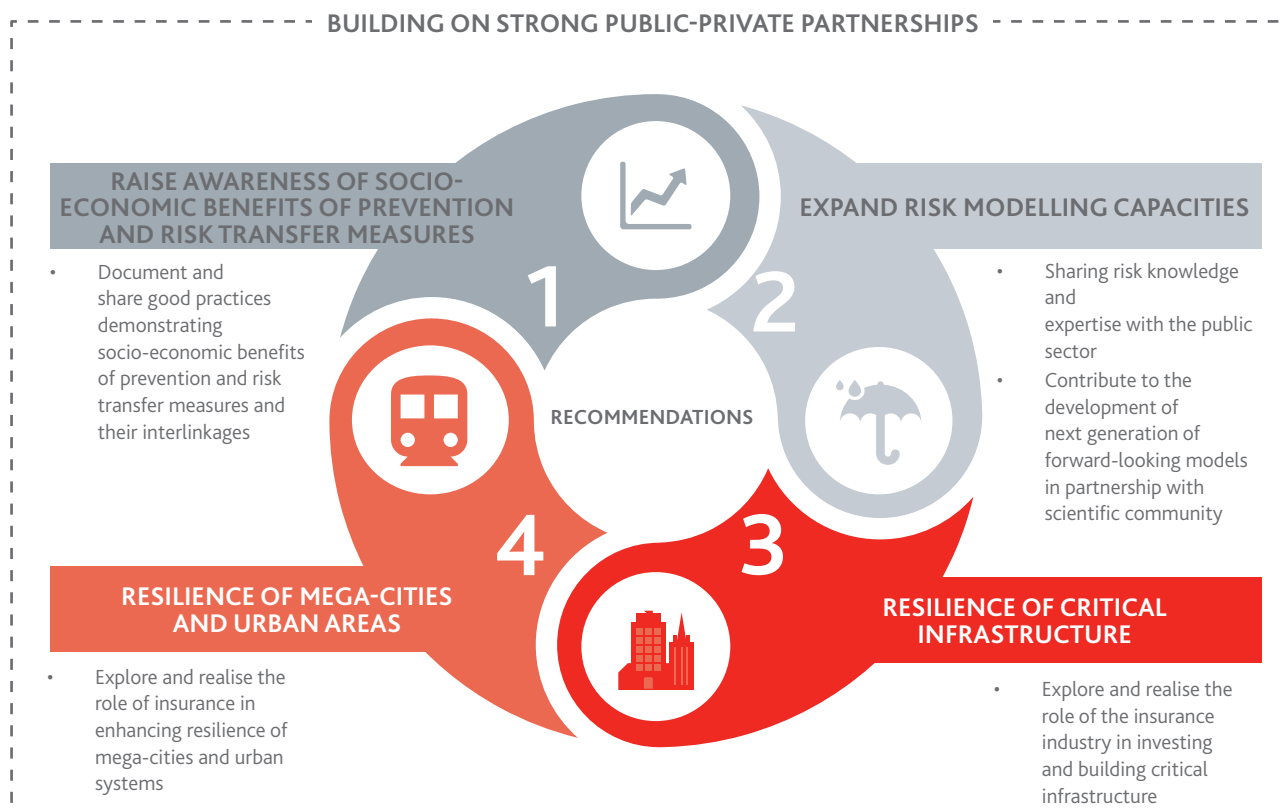 BUILDING ON STRONG PUBLIC-PRIVATE PARTNERSHIPS
RAISE AWARENESS OF SOCIO-
ECONOMIC BENEFITS OF PREVENTION
AND RISK TRANSFER MEASURES
• Document and
share good practices
demonstrating
socio-economic benefits
of prevention and risk
transfer measures and
their interlinkages
1
2
EXPAND RISK MODELLING CAPACITIES
• Sharing risk knowledge
and
expertise with the public
sector
• Contribute to the
development of
next generation of
forward-looking models
in partnership with
scientific community
RECOMMENDATIONS
4
3
RESILIENCE OF MEGA-CITIES
AND URBAN AREAS
• Explore and realise the
role of insurance in
enhancing resilience of
mega-cities and urban
systems
RESILIENCE OF CRITICAL
INFRASTRUCTURE
• Explore and realise the
role of the insurance
industry in investing
and building critical
infrastructure